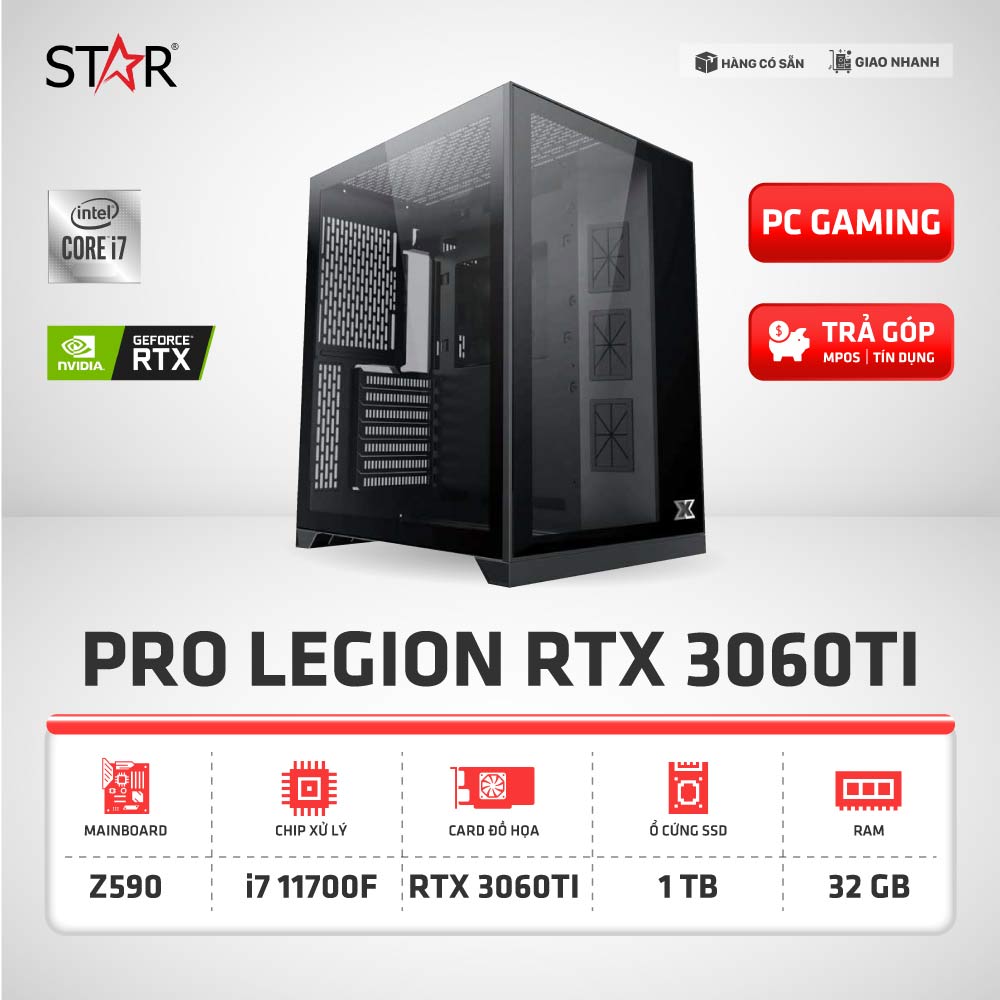 STAR®
HÀNG CÓ SẴN
GIAO NHANH
intel®
CORE™ i7
PC GAMING
NVIDIA.
GEFORCE®
RTX
$
TRẢ GÓP
MPOS | TÍN DỤNG
X
PRO LEGION RTX 3060TI
MAINBOARD
CHIP XỬ LÝ
CARD ĐỒ HỌA
Ổ CỨNG SSD
RAM
Z590
i7 11700F
RTX 3060TI
1 TB
32 GB